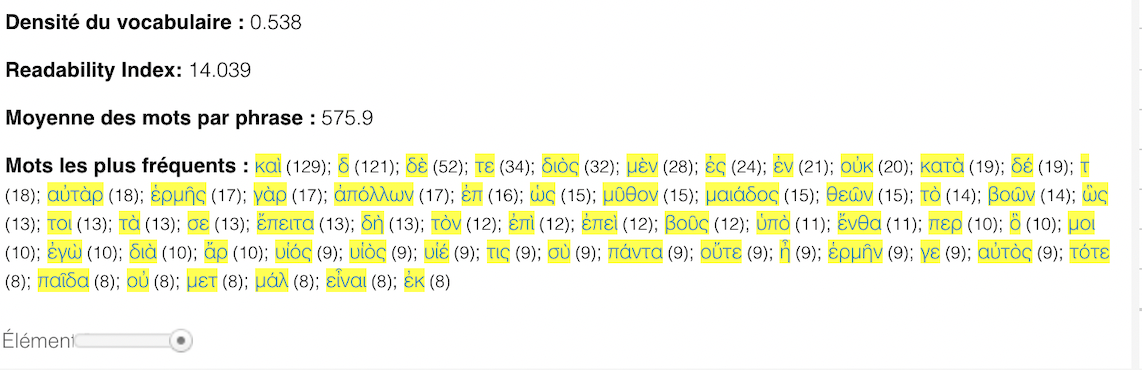 Densité du vocabulaire : 0.538
Readability Index: 14.039
Moyenne des mots par phrase : 575.9
Mots les plus fréquents : καὶ (129); δ (121); δὲ (52); τε (34); διὸς (32); μὲν (28); ἐς (24); ἐν (21); οὐκ (20); κατὰ (19); δέ (19); τ
(18); αὐτὰρ (18); ἑρμῆς (17); γὰρ (17); ἀπόλλων (17); ἐπ (16); ὡς (15); μῦθον (15); μαιάδος (15); θεῶν (15); τὸ (14); βοῶν (14); ὣς
(13); τοι (13); τὰ (13); σε (13); ἔπειτα (13); δὴ (13); τὸν (12); ἐπὶ (12); ἐπεὶ (12); βοῦς (12); ὑπὸ (11); ἔνθα (11); περ (10); ὃ (10); μοι
(10); ἐγὼ (10); διὰ (10); ἄρ (10); υἱός (9); υἱὸς (9); υἱέ (9); τις (9); σὺ (9); πάντα (9); οὔτε (9); ἦ (9); ἑρμῆν (9); γε (9); αὐτὸς (9); τότε
(8); παῖδα (8); οὐ (8); μετ (8); μάλ (8); εἶναι (8); ἐκ (8)